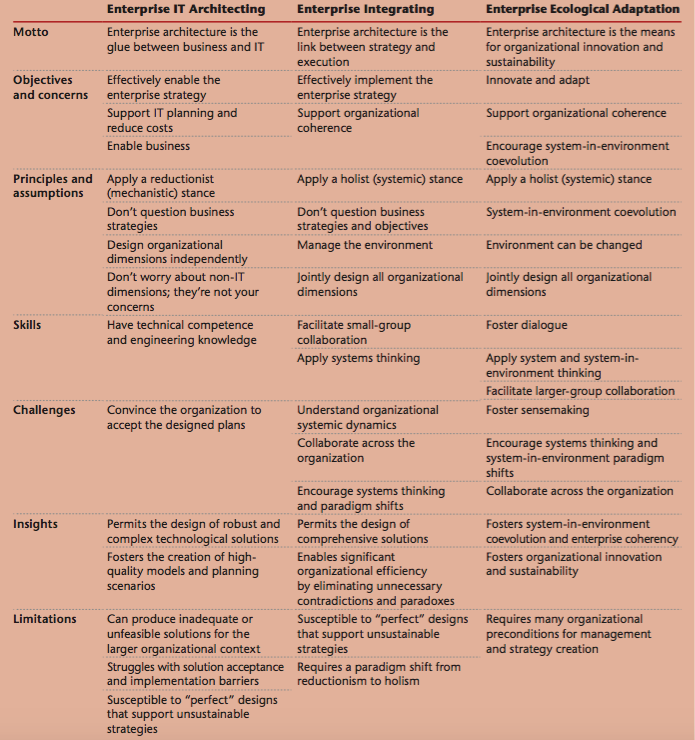 Enterprise IT Architecting
Enterprise Integrating
Enterprise Ecological Adaptation
Motto
Enterprise architecture is the
glue between business and IT
Enterprise architecture is the
link between strategy and
execution
Enterprise architecture is the means
for organizational innovation and
sustainability
Objectives
and concerns
Effectively enable the
enterprise strategy
Effectively implement the
enterprise strategy
Innovate and adapt
Support IT planning and
reduce costs
Support organizational
coherence
Support organizational coherence
Enable business
Encourage system-in-environment
coevolution
Principles and
assumptions
Apply a reductionist
(mechanistic) stance
Apply a holist (systemic) stance
Apply a holist (systemic) stance
Don't question business
strategies
Don't question business
strategies and objectives
System-in-environment coevolution
Design organizational
dimensions independently
Manage the environment
Environment can be changed
Don't worry about non-IT
dimensions; they're not your
concerns
Jointly design all organizational
dimensions
Jointly design all organizational
dimensions
Skills
Have technical competence
and engineering knowledge
Facilitate small-group
collaboration
Foster dialogue
Apply systems thinking
Apply system and system-in-
environment thinking
Facilitate larger-group collaboration
Challenges
Convince the organization to
accept the designed plans
Understand organizational
systemic dynamics
Foster sensemaking
Collaborate across the
organization
Encourage systems thinking and
system-in-environment paradigm
shifts
Encourage systems thinking
and paradigm shifts
Collaborate across the organization
Insights
Permits the design of robust and
complex technological solutions
Permits the design of
comprehensive solutions
Fosters system-in-environment
coevolution and enterprise coherency
Fosters the creation of high-
quality models and planning
scenarios
Enables significant
organizational efficiency
by eliminating unnecessary
contradictions and paradoxes
Fosters organizational innovation
and sustainability
Limitations
Can produce inadequate or
unfeasible solutions for the
larger organizational context
Susceptible to "perfect" designs
that support unsustainable
strategies
Requires many organizational
preconditions for management
and strategy creation
Struggles with solution acceptance
and implementation barriers
Requires a paradigm shift from
reductionism to holism
Susceptible to "perfect" designs
that support unsustainable
strategies